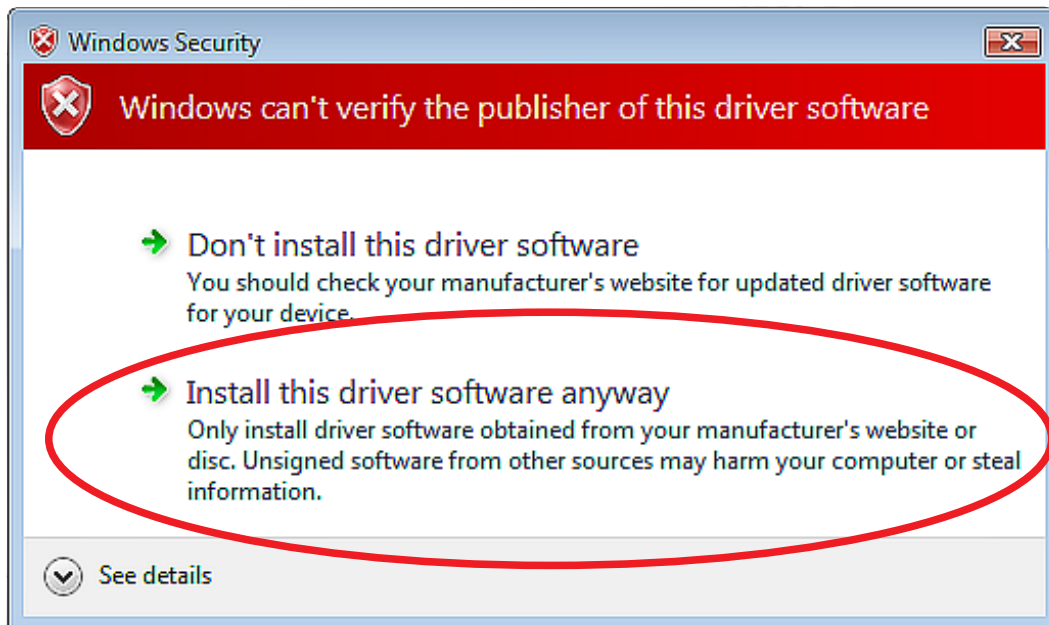 Windows Security
Windows can't verify the publisher of this driver software
Don't install this driver software
You should check your manufacturer's website for updated driver software
for your device.
Install this driver software anyway
Only install driver software obtained from your manufacturer's website or
disc. Unsigned software from other sources may harm your computer or steal
information.
See details